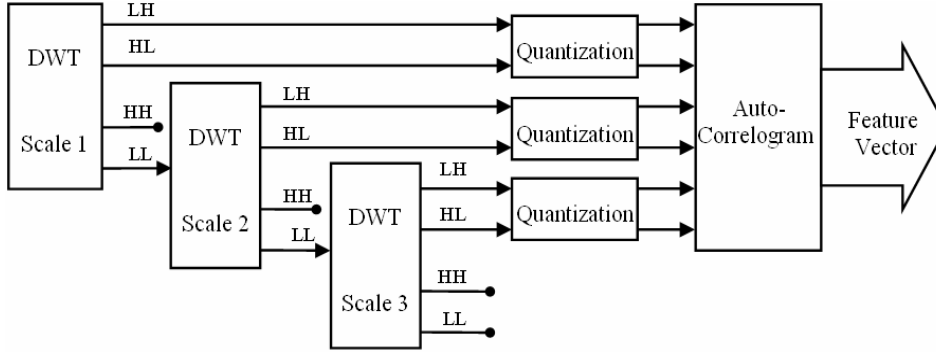 LH
HL
DWT
HH
Scale 1
LL
LH
HL
DWT
HH
Scale 2
LL
LH
HL
DWT
HH
Scale 3
LL
Quantization
Quantization
Quantization
Auto-
Correlogram
Feature
Vector